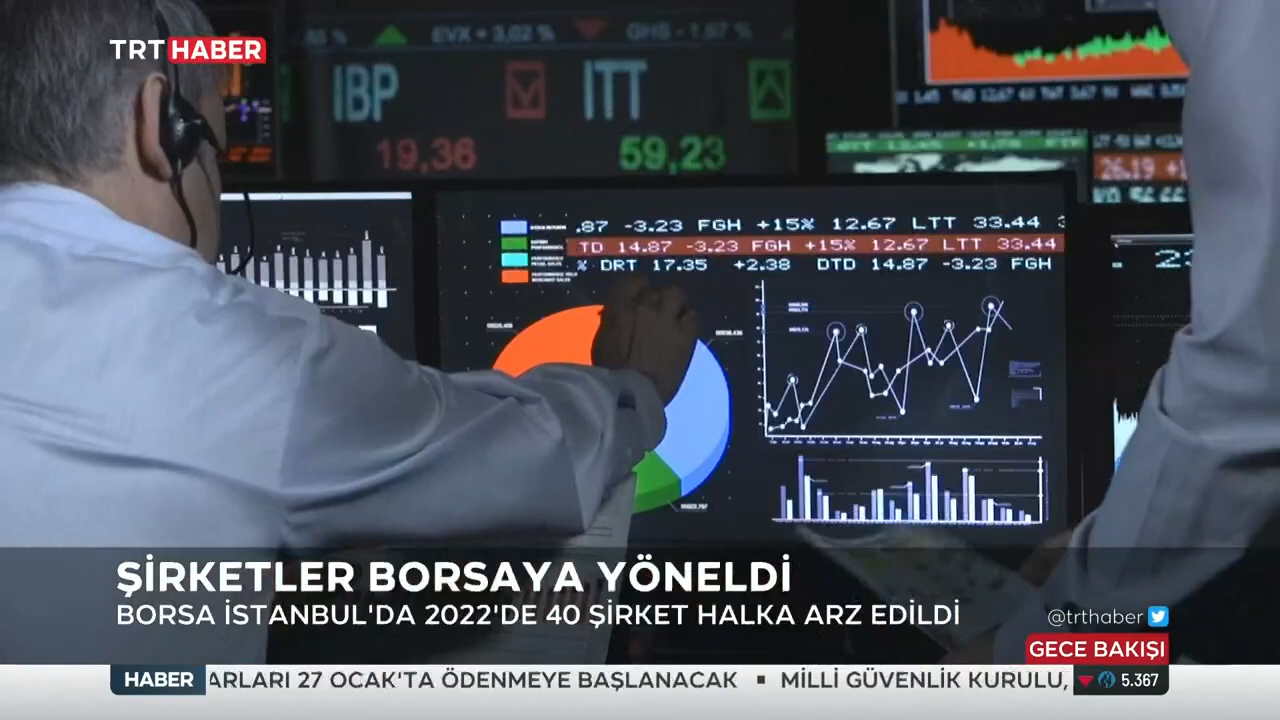 TRT HABER
EVX + 3,02 %
GHS - 1,67 %
IBP
ITT
19,36
59,23
.87 -3.23 FGH +15% 12.67 LTT 33.44
TD 14.87 -3.23 FGH +15% 12.67 LTT 33.44
% DRT 17.35 +2.38 DTD 14.87 -3.23 FGH
ŞİRKETLER BORSAYA YÖNELDİ
BORSA İSTANBUL'DA 2022'DE 40 ŞİRKET HALKA ARZ EDİLDİ
@trthaber
GECE BAKIŞI
HABER ARLARI 27 OCAK'TA ÖDENMEYE BAŞLANACAK ▪ MİLLİ GÜVENLİK KURULU, 5.367